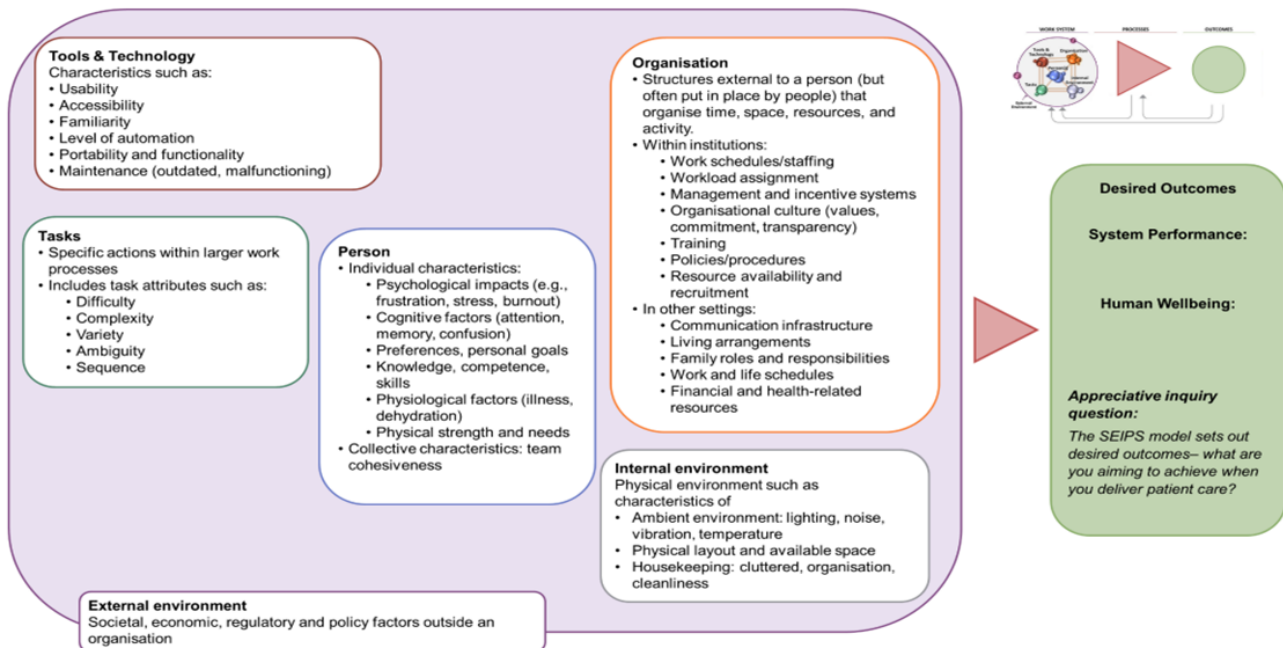 Tools & Technology
Characteristics such as:
• Usability
• Accessibility
• Familiarity
• Level of automation
• Portability and functionality
• Maintenance (outdated, malfunctioning)
Tasks
• Specific actions within larger work
processes
• Includes task attributes such as:
• Difficulty
• Complexity
• Variety
• Ambiguity
• Sequence
Person
• Individual characteristics:
• Psychological impacts (e.g.,
frustration, stress, burnout)
• Cognitive factors (attention,
memory, confusion)
• Preferences, personal goals
• Knowledge, competence,
skills
• Physiological factors (illness,
dehydration)
• Physical strength and needs
• Collective characteristics: team
cohesiveness
Organisation
• Structures external to a person (but
often put in place by people) that
organise time, space, resources, and
activity.
• Within institutions:
• Work schedules/staffing
• Workload assignment
• Management and incentive systems
• Organisational culture (values,
commitment, transparency)
• Training
• Policies/procedures
• Resource availability and
recruitment
• In other settings:
• Communication infrastructure
• Living arrangements
• Family roles and responsibilities
• Work and life schedules
• Financial and health-related
resources
Internal environment
Physical environment such as
characteristics of
• Ambient environment: lighting, noise,
vibration, temperature
• Physical layout and available space
• Housekeeping: cluttered, organisation,
cleanliness
External environment
Societal, economic, regulatory and policy factors outside an
organisation
WORK SYSTEM
PROCESSES
OUTCOMES
Tools &
Technology
Organisation
Tasks
Desired Outcomes
System Performance:
Human Wellbeing:
Appreciative inquiry
question:
The SEIPS model sets out
desired outcomes– what are
you aiming to achieve when
you deliver patient care?